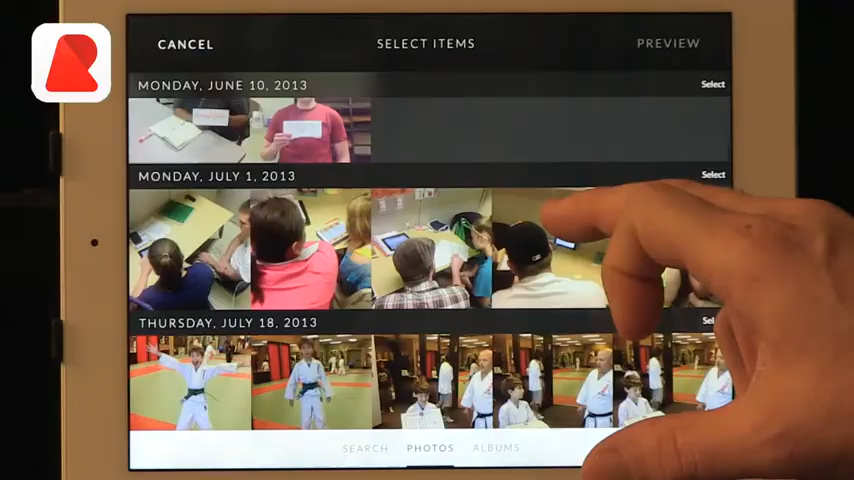 CANCEL SELECT ITEMS PREVIEW
MONDAY, JUNE 10, 2013 Select
MONDAY, JULY 1, 2013 Select
THURSDAY, JULY 18, 2013
SEARCH PHOTOS ALBUMS